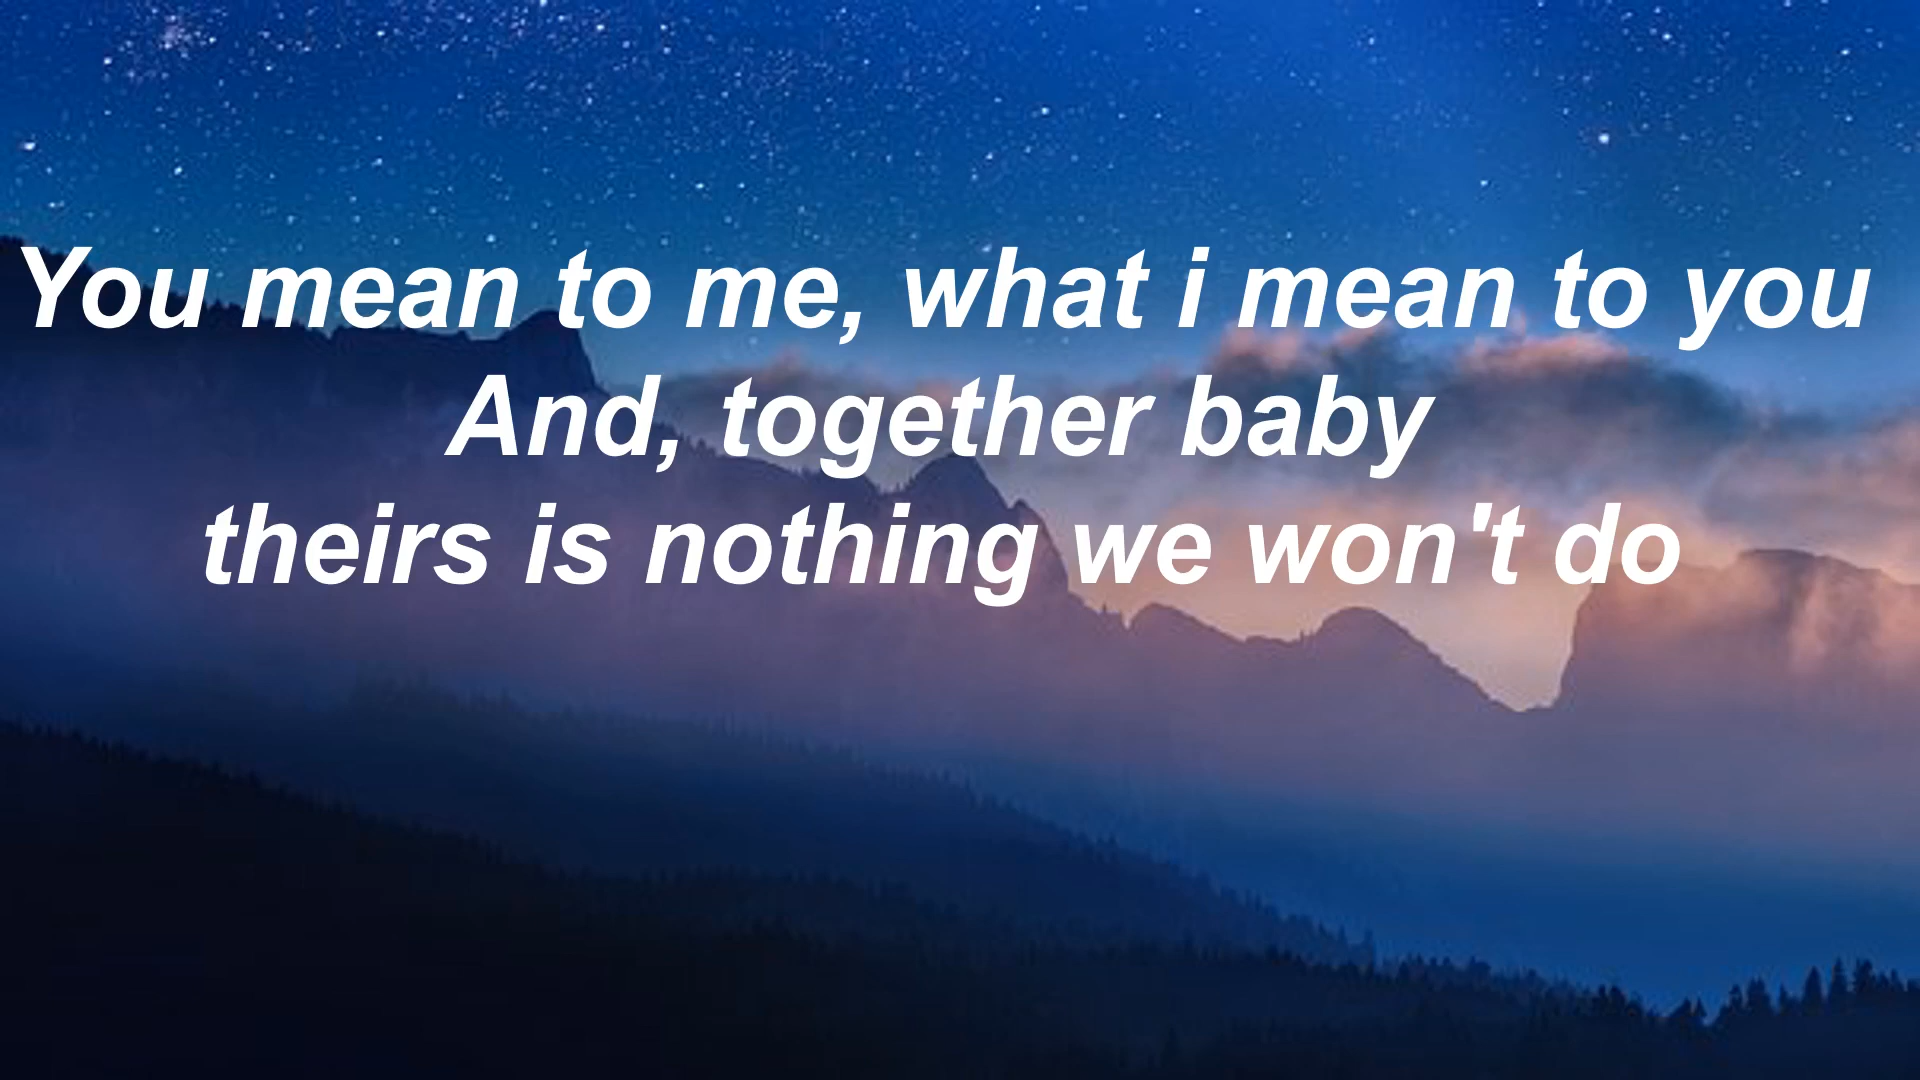 You mean to me, what i mean to you
And, together baby
theirs is nothing we won't do